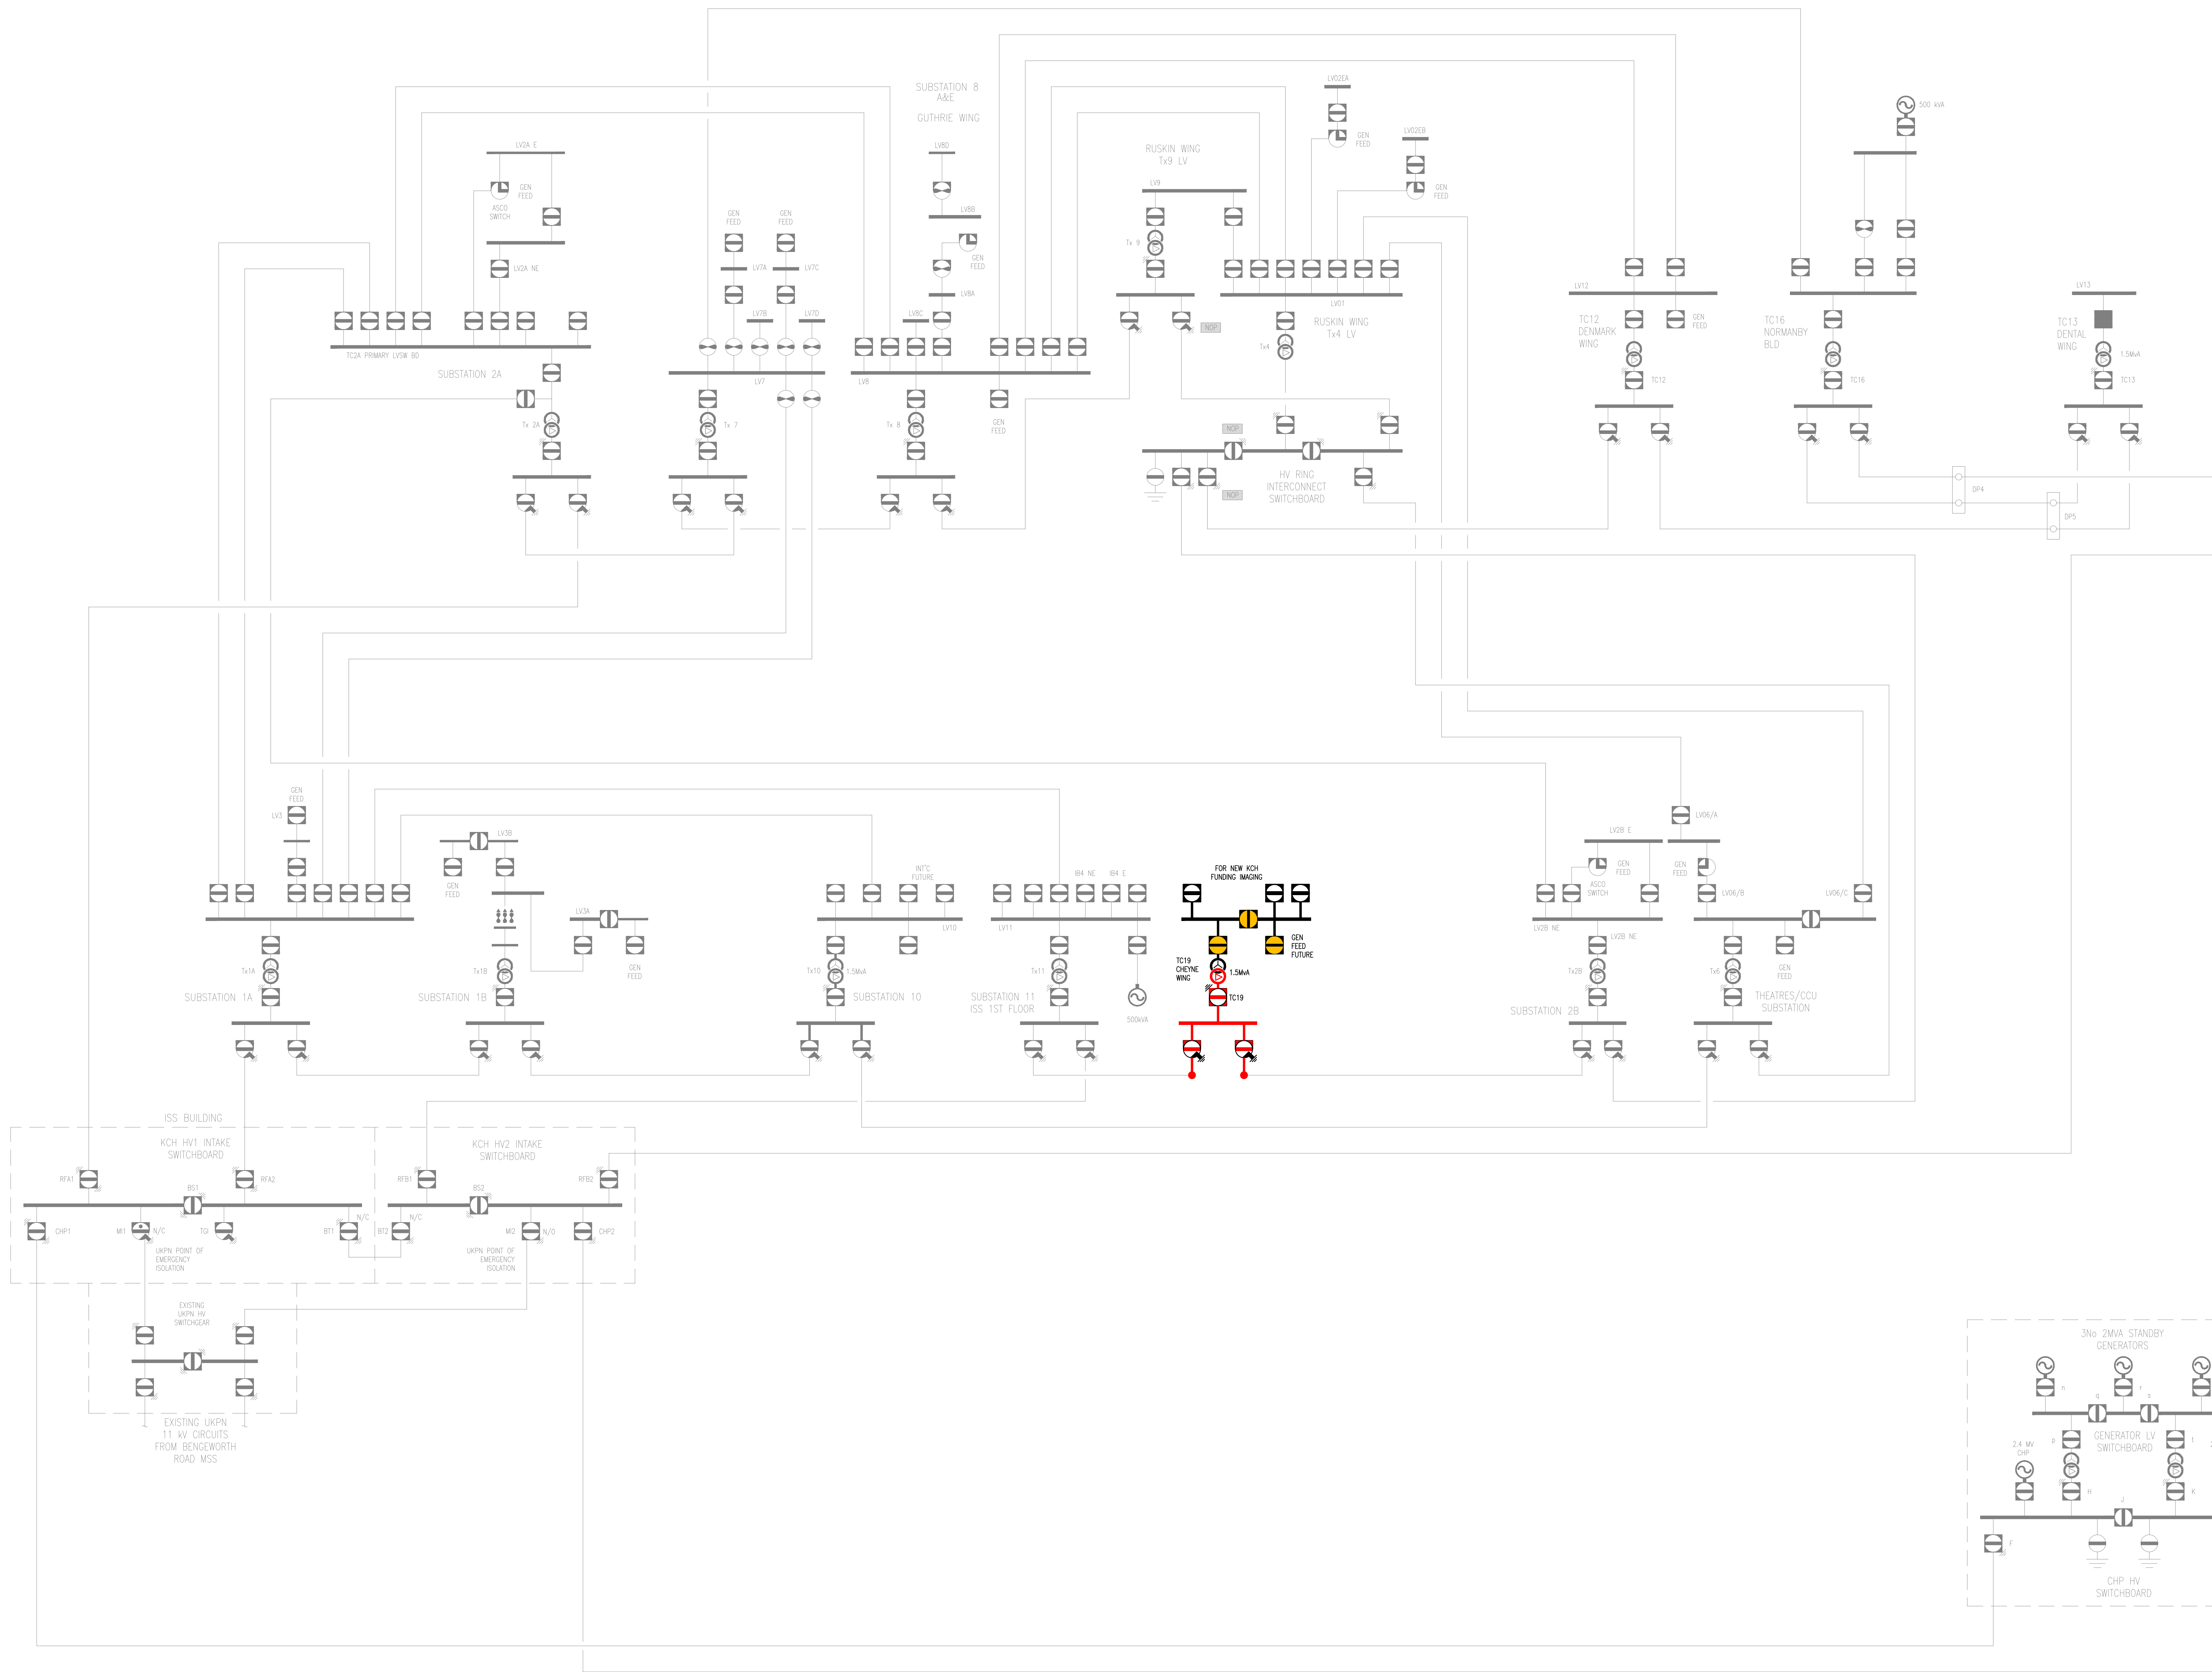 SUBSTATION 8
A&E
GUTHRIE WING
LV02EA
GEN
FEED
LV02EB
GEN
FEED
500 kVA
LV2A E
GEN
FEED
ASCO
SWITCH
LV2A NE
TC2A PRIMARY LVSW BD
SUBSTATION 2A
Tx 2A
GEN
FEED
GEN
FEED
LV7A
LV7C
LV7B
LV7D
LV7
Tx 7
LV8D
LV8B
GEN
FEED
LV8A
LV8C
LV8
Tx 8
GEN
FEED
RUSKIN WING
Tx9 LV
LV9
Tx 9
NOP
LV01
RUSKIN WING
Tx4 LV
Tx4
NOP
NOP
HV RING
INTERCONNECT
SWITCHBOARD
LV12
TC12
DENMARK
WING
GEN
FEED
TC12
LV16
TC16
NORMANBY
BLD
TC16
LV13
TC13
DENTAL
WING
1.5MvA
TC13
DP4
DP5
GEN
FEED
LV3
Tx1A
SUBSTATION 1A
LV3B
GEN
FEED
LV3A
GEN
FEED
Tx1B
SUBSTATION 1B
INT'C
FUTURE
LV10
Tx10
1.5MvA
SUBSTATION 10
IB4 NE
IB4 E
LV11
Tx11
SUBSTATION 11
ISS 1ST FLOOR
500kVA
FOR NEW KCH
FUNDING IMAGING
GEN
FEED
FUTURE
TC19
CHEYNE
WING
1.5MvA
TC19
LV2B E
GEN
FEED
ASCO
SWITCH
LV2B NE
LV2B NE
Tx2B
SUBSTATION 2B
LV06/A
GEN
FEED
LV06/B
LV06/C
Tx6
GEN
FEED
THEATRES/CCU
SUBSTATION
ISS BUILDING
KCH HV1 INTAKE
SWITCHBOARD
KCH HV2 INTAKE
SWITCHBOARD
RFA1
BS1
RFA2
RFB1
BS2
RFB2
CHP1
MI1
N/C
TG
BT1
N/C
BT2
N/C
MI2
N/O
CHP2
UKPN POINT OF
EMERGENCY
ISOLATION
UKPN POINT OF
EMERGENCY
ISOLATION
EXISTING
UKPN HV
SWITCHGEAR
EXISTING UKPN
11 kV CIRCUITS
FROM BENGEWORTH
ROAD MSS
3No 2MVA STANDBY
GENERATORS
n
q
r
s
p
GENERATOR LV
SWITCHBOARD
t
2.4 MV
CHP
H
J
K
F
CHP HV
SWITCHBOARD